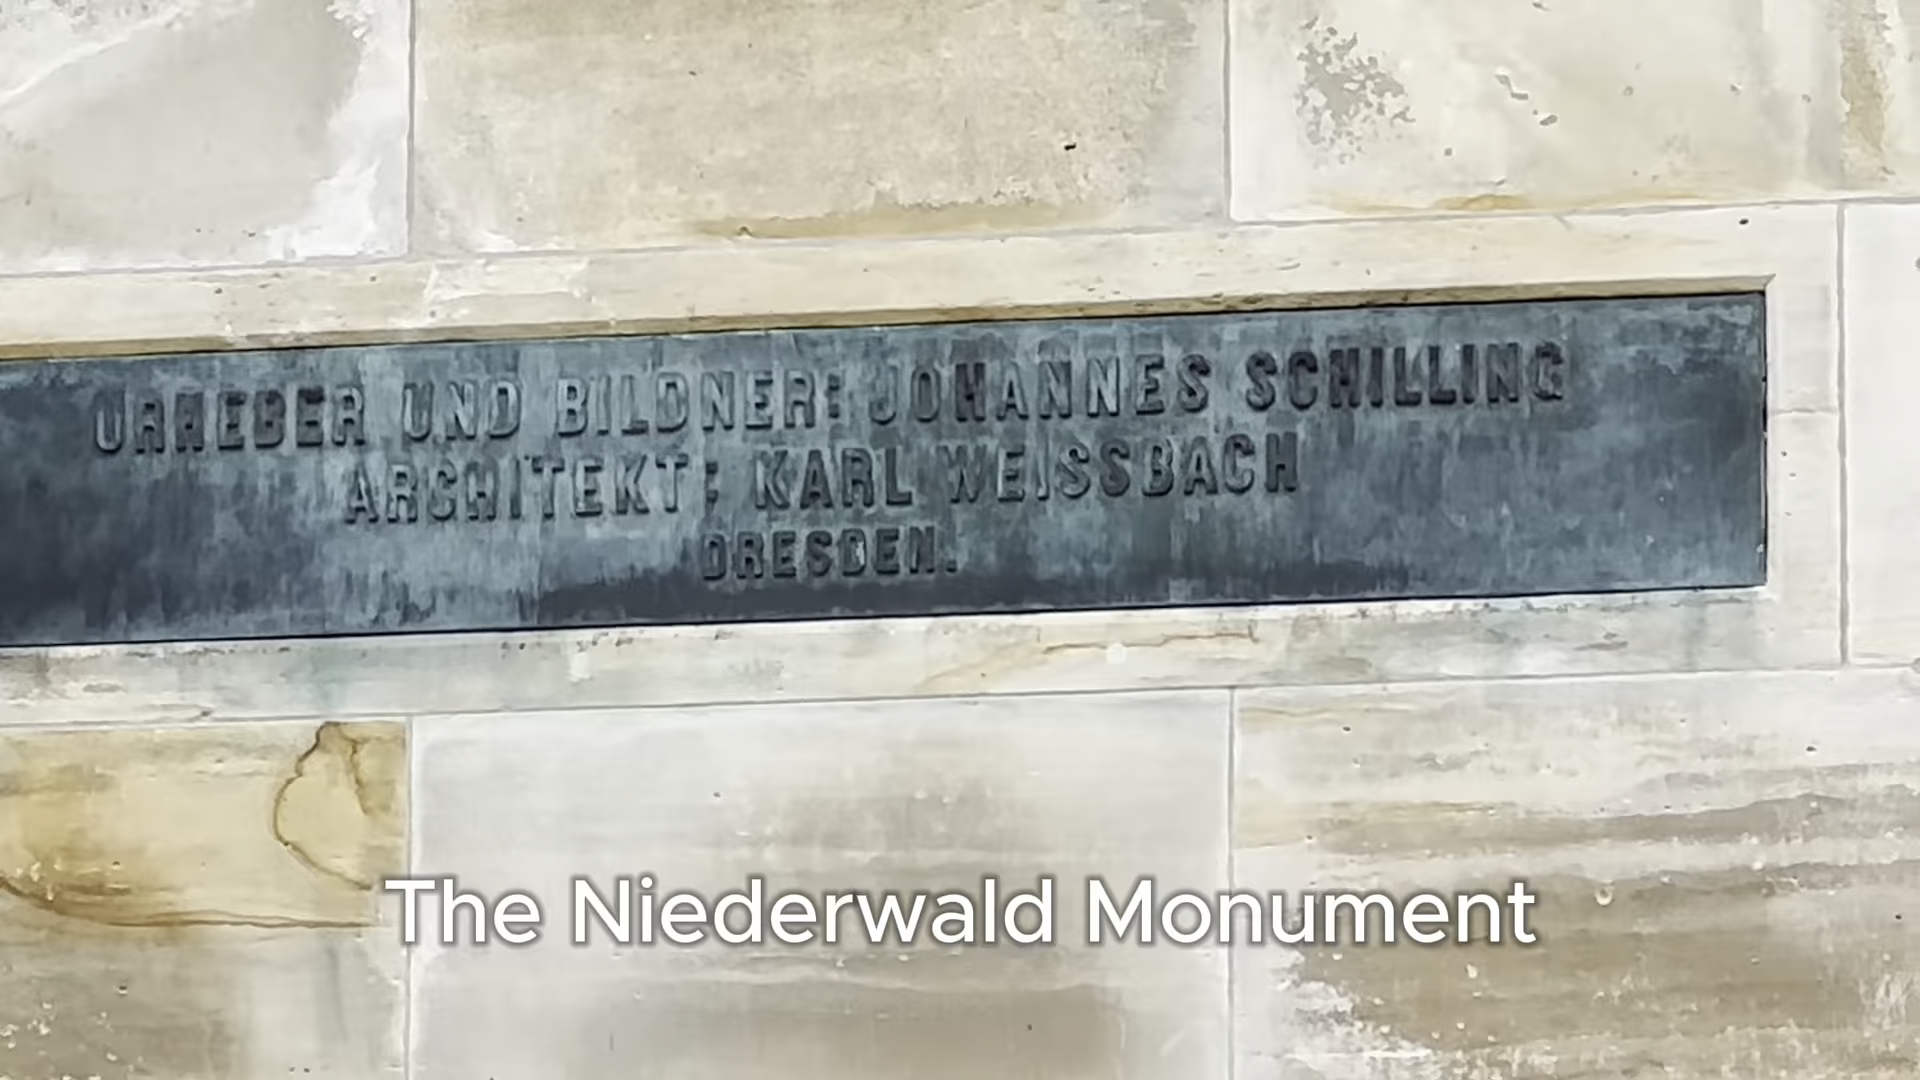 URHEBER UND BILDNER: JOHANNES SCHILLING
ARCHITEKT: KARL WEISSBACH
DRESDEN.
The Niederwald Monument